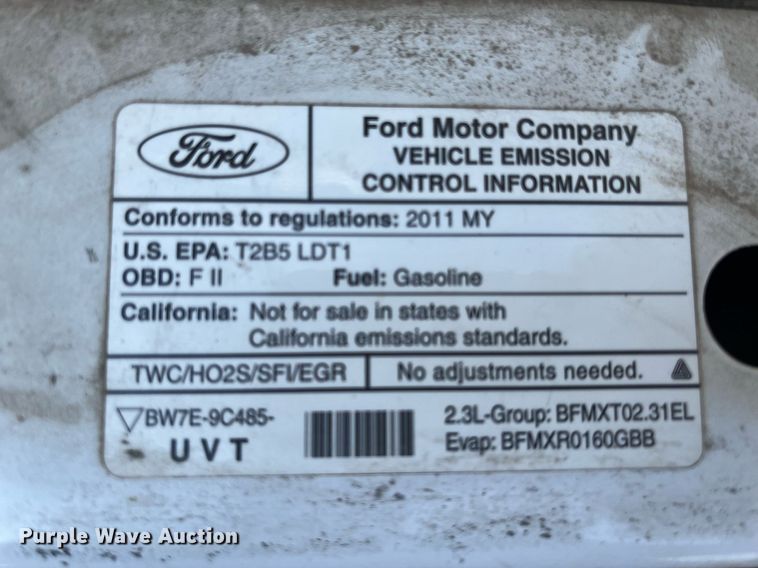 Ford
Ford Motor Company
VEHICLE EMISSION
CONTROL INFORMATION
Conforms to regulations: 2011 MY
U.S. EPA: T2B5 LDT1
OBD: F II Fuel: Gasoline
California: Not for sale in states with
California emissions standards.
TWC/HO2S/SFI/EGR No adjustments needed.
BW7E-9C485- 2.3L-Group: BFMXT02.31EL
UVT Evap: BFMXR0160GBB
Purple Wave Auction